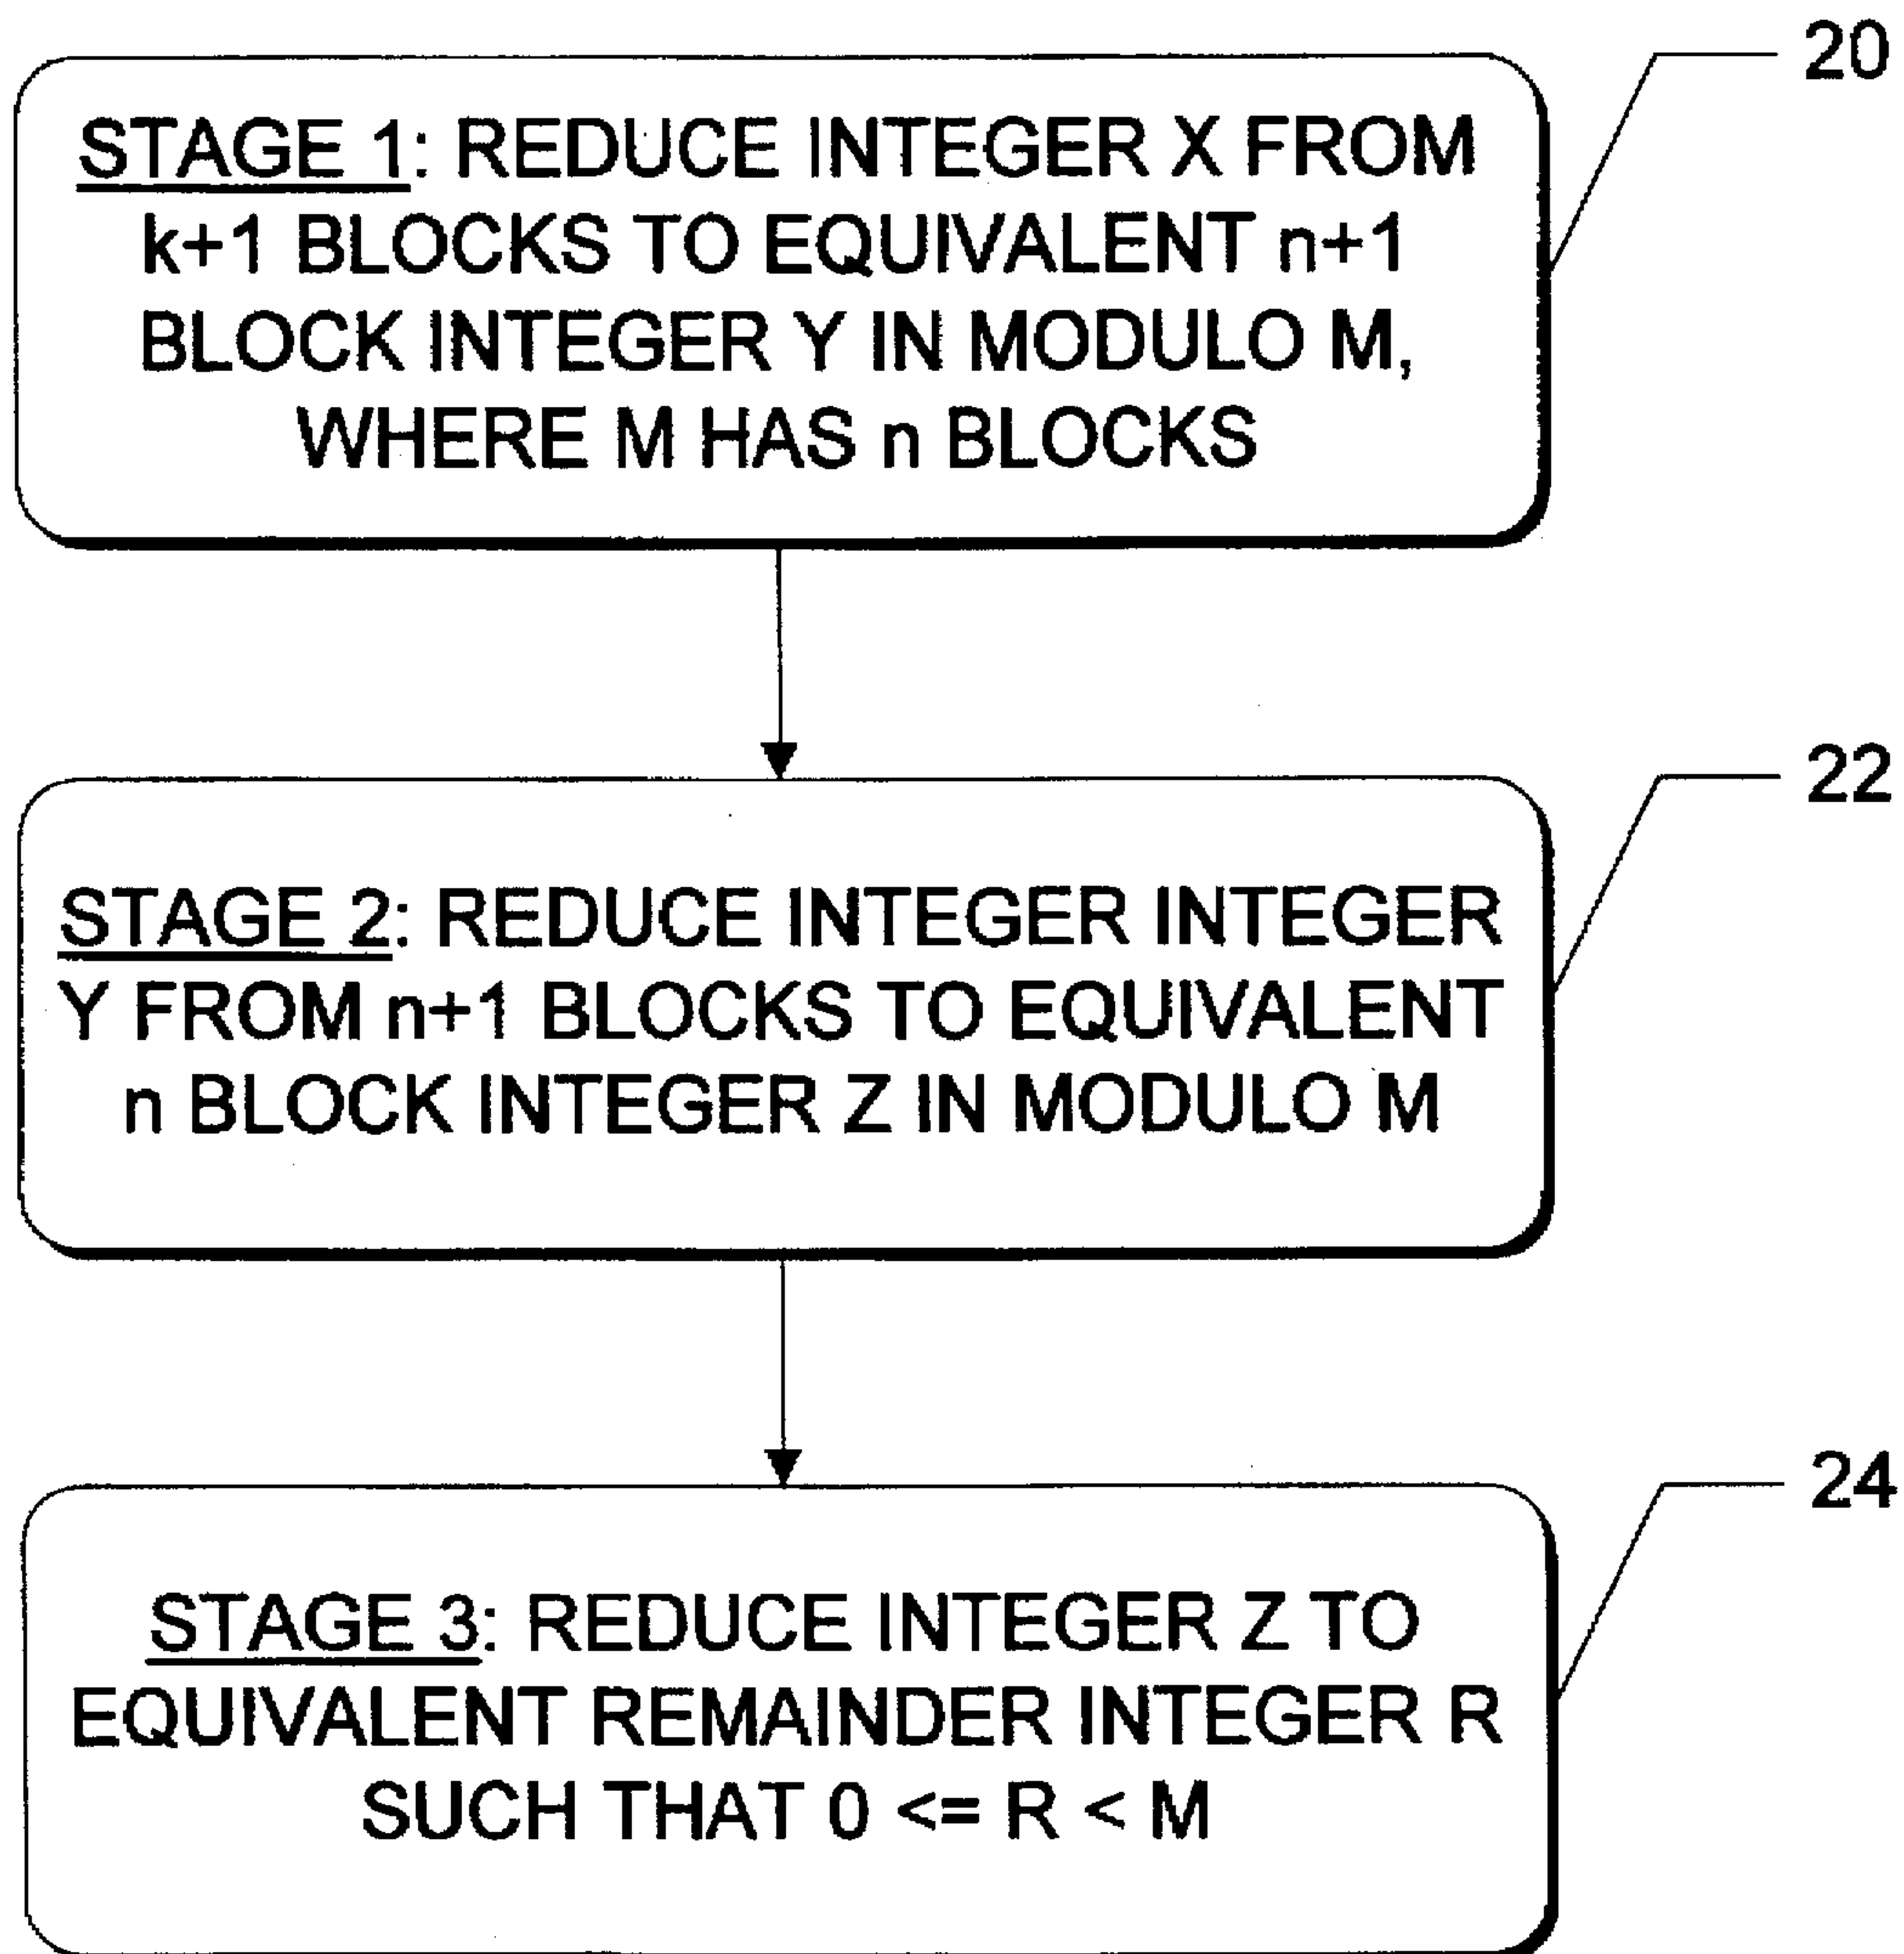 20
STAGE 1: REDUCE INTEGER X FROM
k+1 BLOCKS TO EQUIVALENT n+1
BLOCK INTEGER Y IN MODULO M,
WHERE M HAS n BLOCKS
22
STAGE 2: REDUCE INTEGER INTEGER
Y FROM n+1 BLOCKS TO EQUIVALENT
n BLOCK INTEGER Z IN MODULO M
24
STAGE 3: REDUCE INTEGER Z TO
EQUIVALENT REMAINDER INTEGER R
SUCH THAT 0 <= R < M